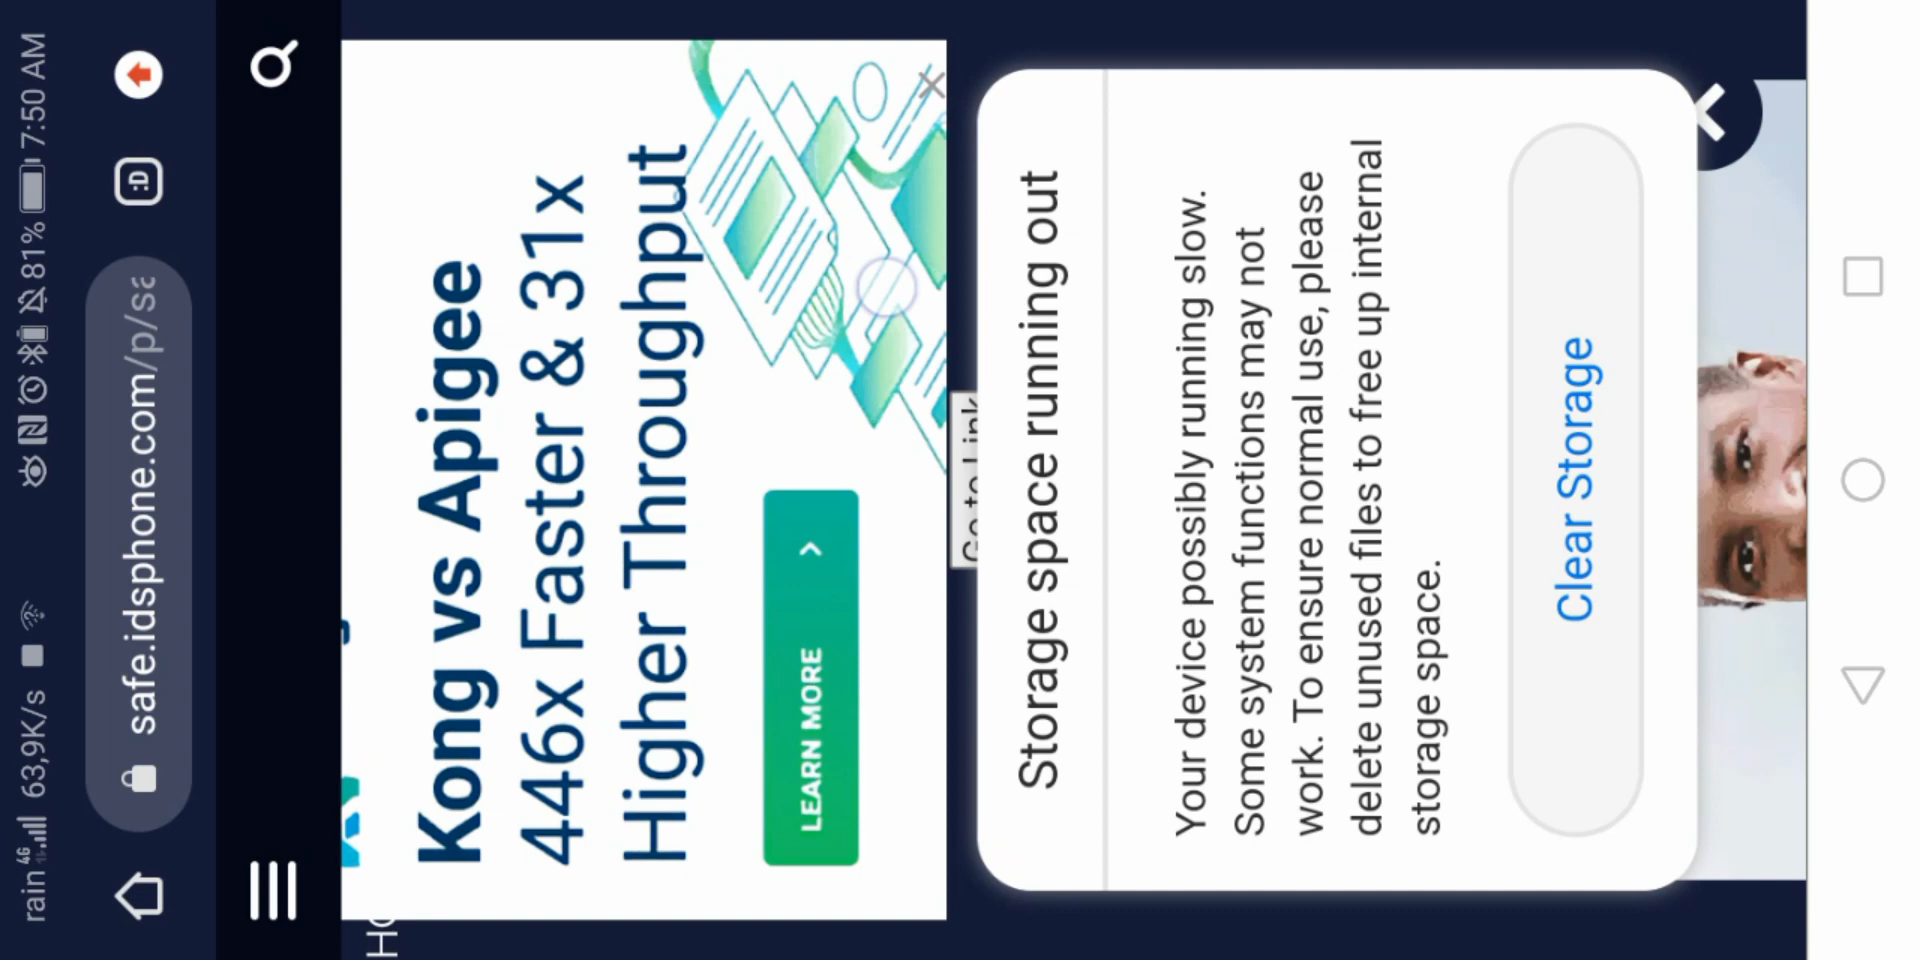 rain 4G 63,9K/s 81% 7:50 AM
safe.idsphone.com/p/sc
:D
Kong vs Apigee
446x Faster & 31x
Higher Throughput
LEARN MORE
Go to Link
Storage space running out
Your device possibly running slow.
Some system functions may not
work. To ensure normal use, please
delete unused files to free up internal
storage space.
Clear Storage